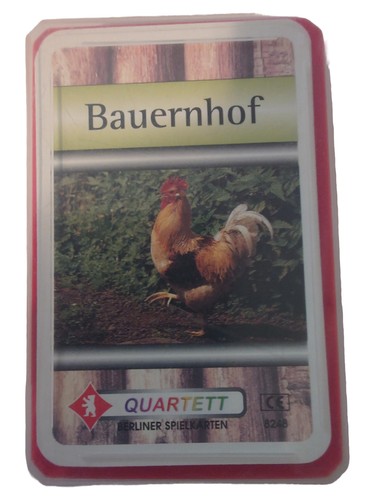 Bauernhof
QUARTETT
CE
BERLINER SPIELKARTEN
8248